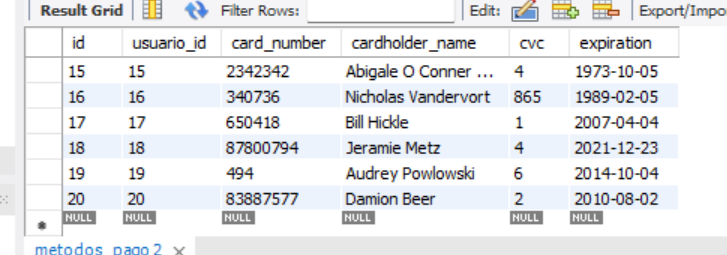 Result Grid Filter Rows: Edit: Export/Impo
id usuario_id card_number cardholder_name cvc expiration
15 15 2342342 Abigale O Conner ... 4 1973-10-05
16 16 340736 Nicholas Vandervort 865 1989-02-05
17 17 650418 Bill Hickle 1 2007-04-04
18 18 87800794 Jeramie Metz 4 2021-12-23
19 19 494 Audrey Powlowski 6 2014-10-04
20 20 83887577 Damion Beer 2 2010-08-02
NULL NULL NULL NULL NULL NULL
metodos_pago 2